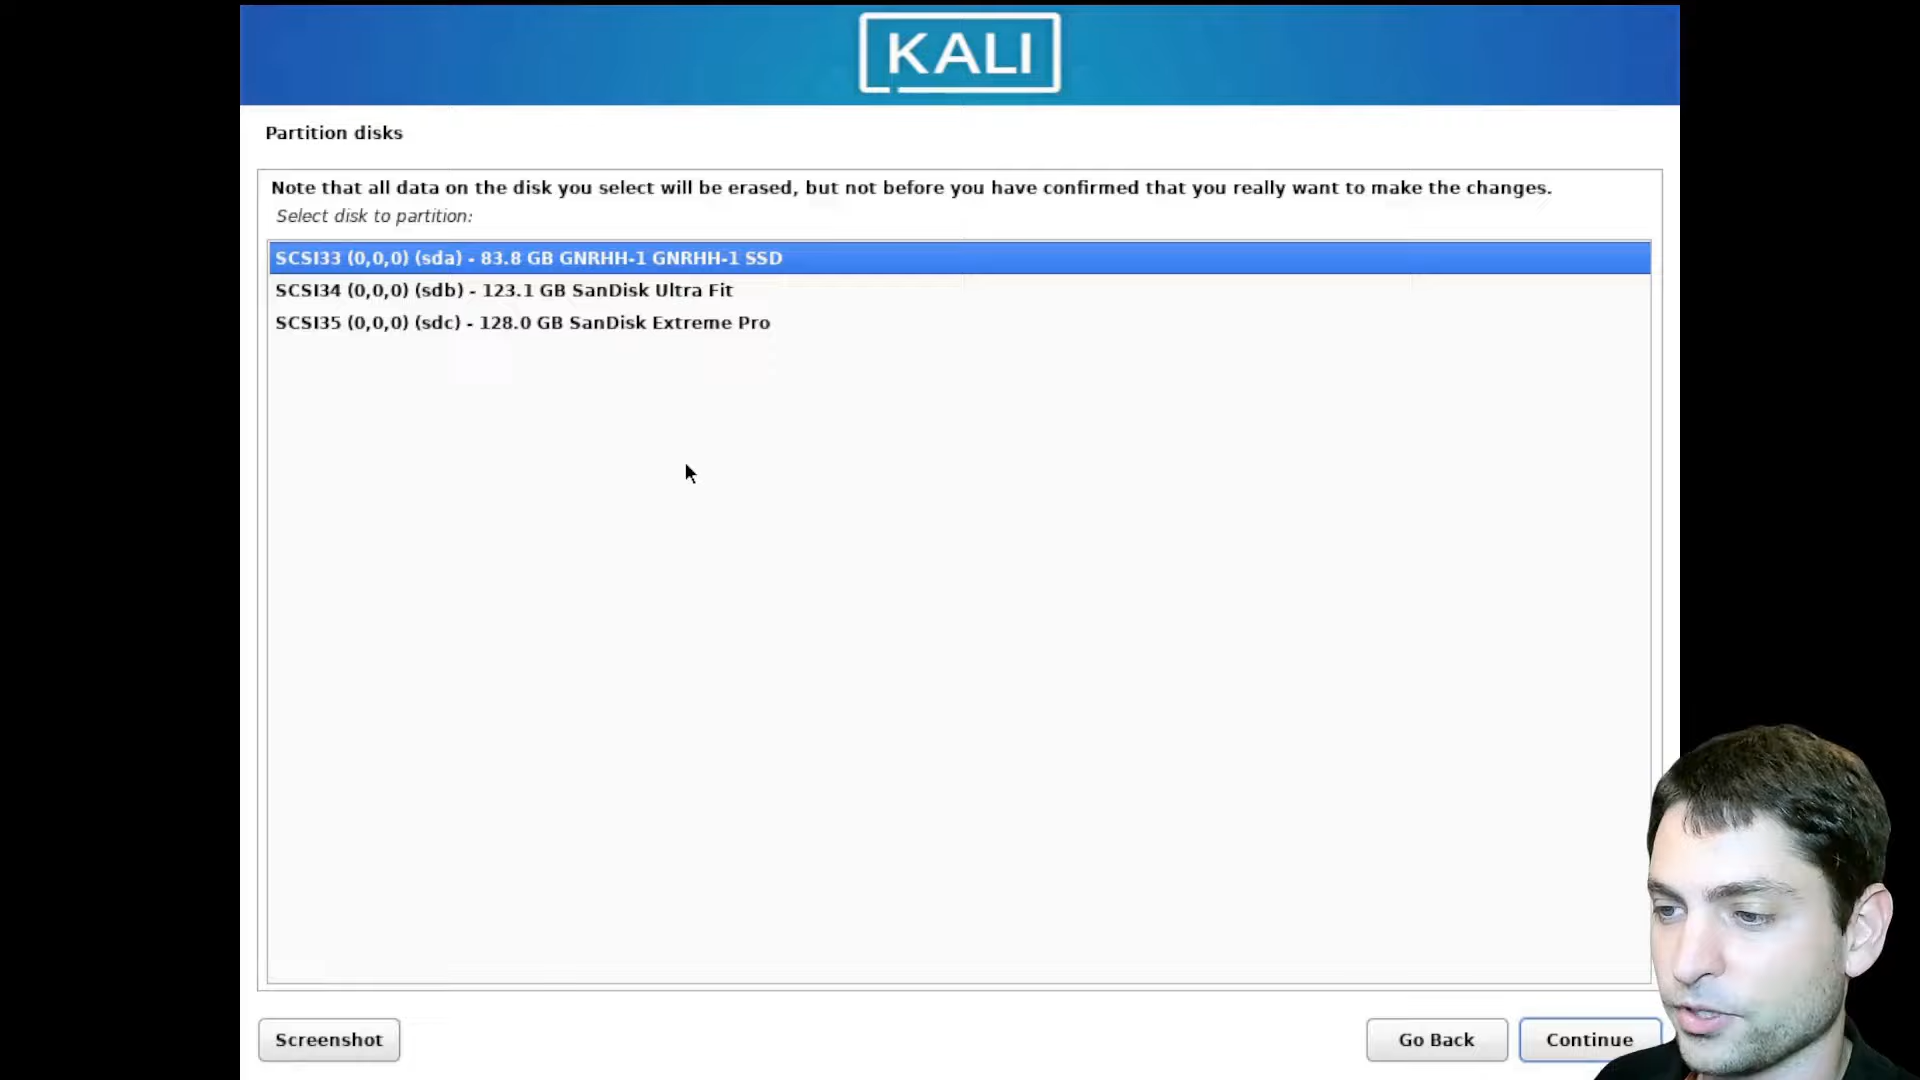 KALI
Partition disks
Note that all data on the disk you select will be erased, but not before you have confirmed that you really want to make the changes.
Select disk to partition:
SCSI33 (0,0,0) (sda) - 83.8 GB GNRHH-1 GNRHH-1 SSD
SCSI34 (0,0,0) (sdb) - 123.1 GB SanDisk Ultra Fit
SCSI35 (0,0,0) (sdc) - 128.0 GB SanDisk Extreme Pro
Screenshot
Go Back
Continue